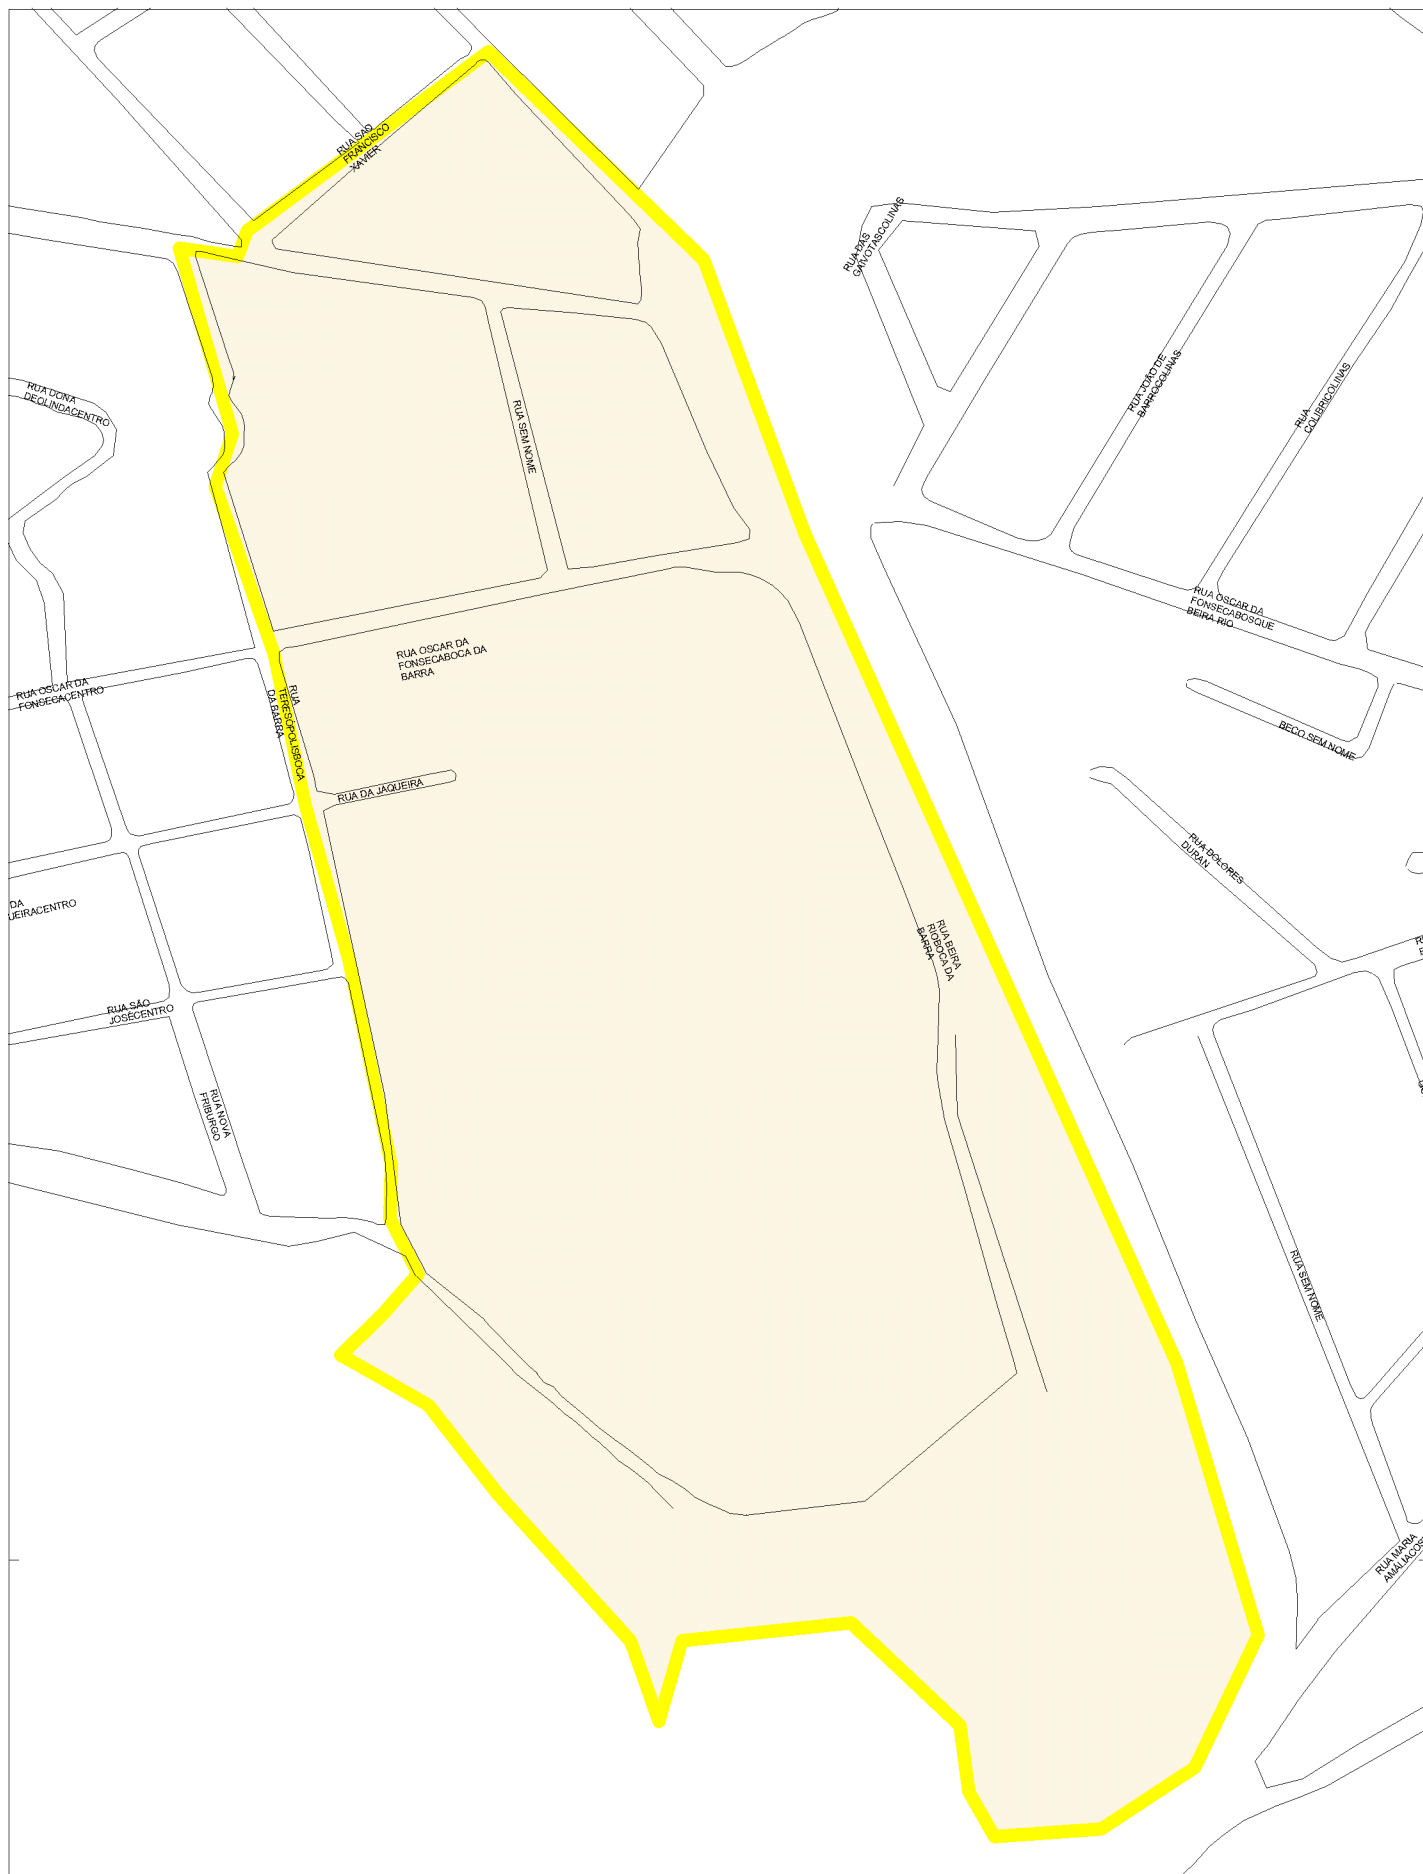 RUA SAO
FRANCISCO
XAVIER
RUA DAS
GAIVOTASCOLINAS
RUA DONA
DEOLINDACENTRO
RUA SEM NOME
RUA JOÃO DE
BARROCOLINAS
RUA
COLIBRICOLINAS
RUA OSCAR DA
FONSECABOSQUE
BEIRA RIO
RUA OSCAR DA
FONSECABOCA DA
BARRA
RUA OSCAR DA
FONSECACENTRO
RUA
TERESÓPOLISBOCA
DA BARRA
BECO SEM NOME
RUA DA JAQUEIRA
RUA DOLORES
DURAN
DA
UEIRACENTRO
RUA BEIRA
RIOBOCA DA
BARRA
RUA SÃO
JOSÉCENTRO
RUA NOVA
FRIBURGO
RUA SEM NOME
RUA MARIA